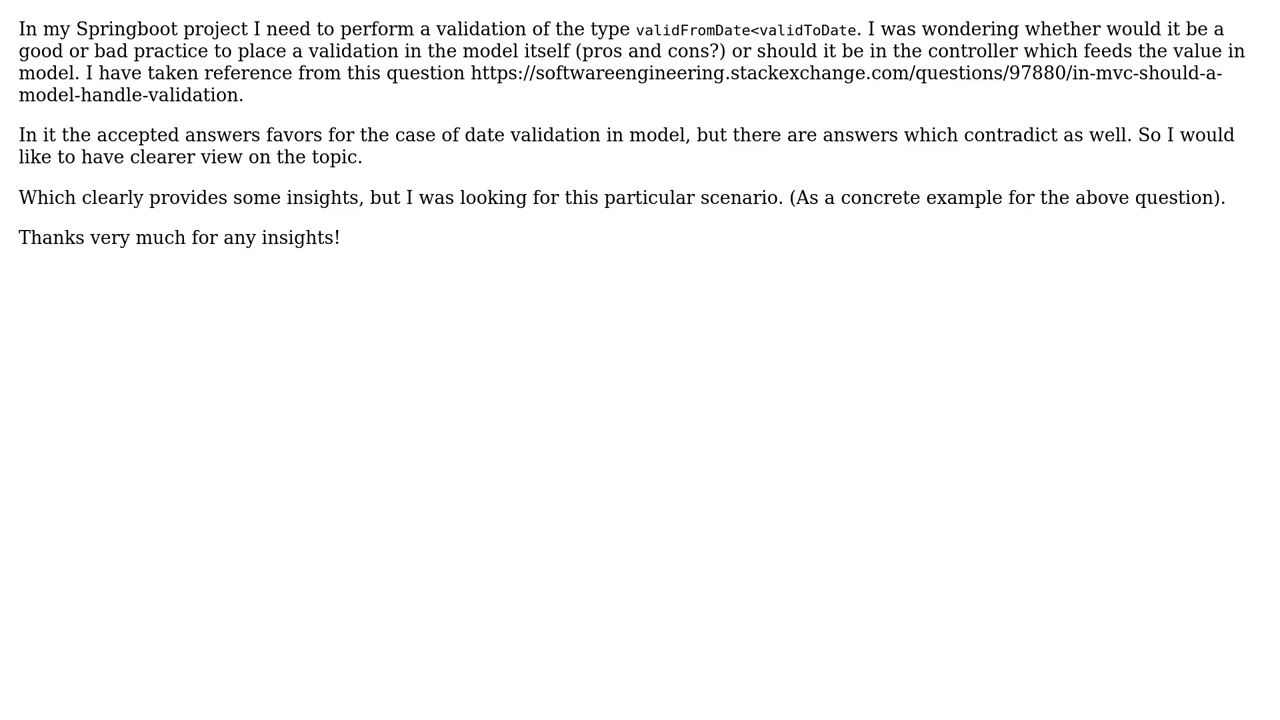 In my Springboot project I need to perform a validation of the type validFromDate<validToDate. I was wondering whether would it be a
good or bad practice to place a validation in the model itself (pros and cons?) or should it be in the controller which feeds the value in
model. I have taken reference from this question https://softwareengineering.stackexchange.com/questions/97880/in-mvc-should-a-
model-handle-validation.
In it the accepted answers favors for the case of date validation in model, but there are answers which contradict as well. So I would
like to have clearer view on the topic.
Which clearly provides some insights, but I was looking for this particular scenario. (As a concrete example for the above question).
Thanks very much for any insights!